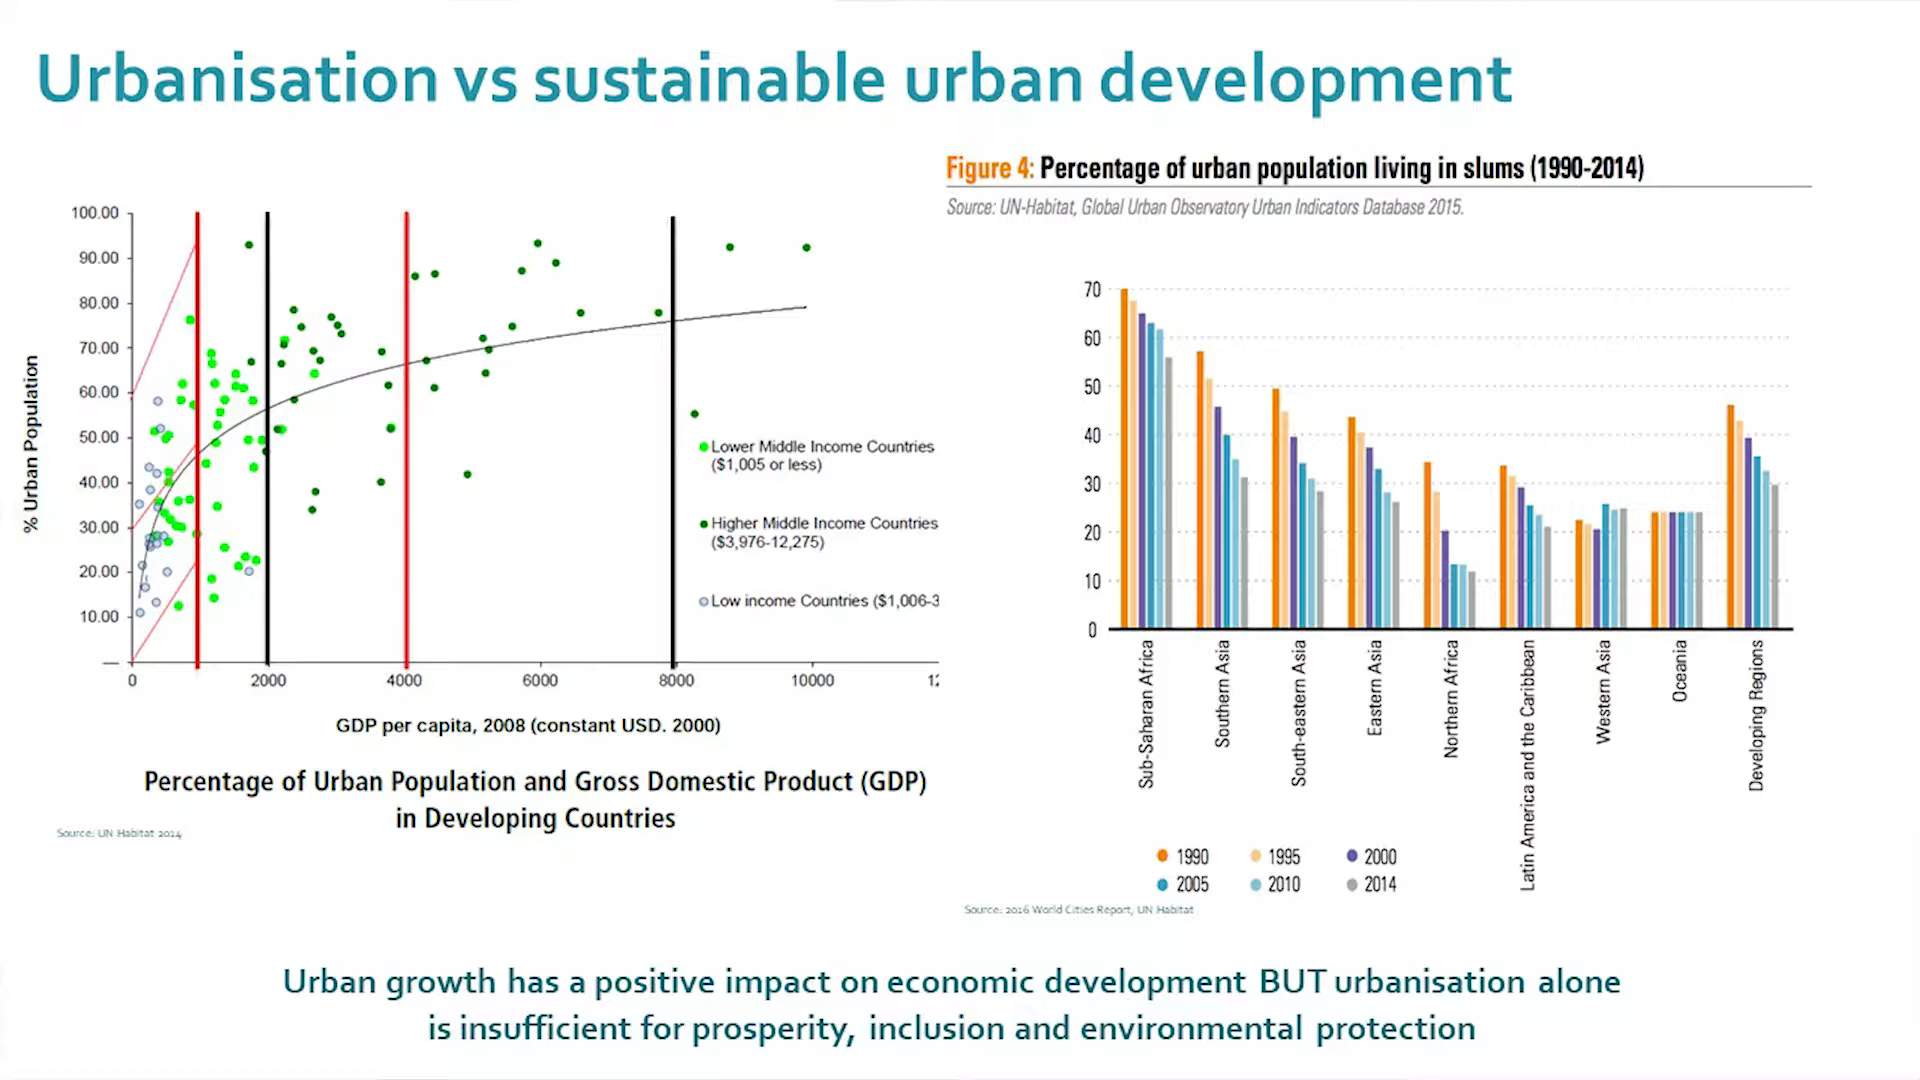 Urbanisation vs sustainable urban development
Figure 4: Percentage of urban population living in slums (1990-2014)
Source: UN-Habitat, Global Urban Observatory Urban Indicators Database 2015.
% Urban Population
100.00
90.00
80.00
70.00
60.00
50.00
40.00
30.00
20.00
10.00
—
0 2000 4000 6000 8000 10000 12
Lower Middle Income Countries
($1,005 or less)
Higher Middle Income Countries
($3,976-12,275)
Low income Countries ($1,006-3
GDP per capita, 2008 (constant USD. 2000)
Percentage of Urban Population and Gross Domestic Product (GDP)
in Developing Countries
Source: UN Habitat 2014
70
60
50
40
30
20
10
0
Sub-Saharan Africa
Southern Asia
South-eastern Asia
Eastern Asia
Northern Africa
Latin America and the Caribbean
Western Asia
Oceania
Developing Regions
1990 1995 2000
2005 2010 2014
Source: 2016 World Cities Report, UN Habitat
Urban growth has a positive impact on economic development BUT urbanisation alone
is insufficient for prosperity, inclusion and environmental protection